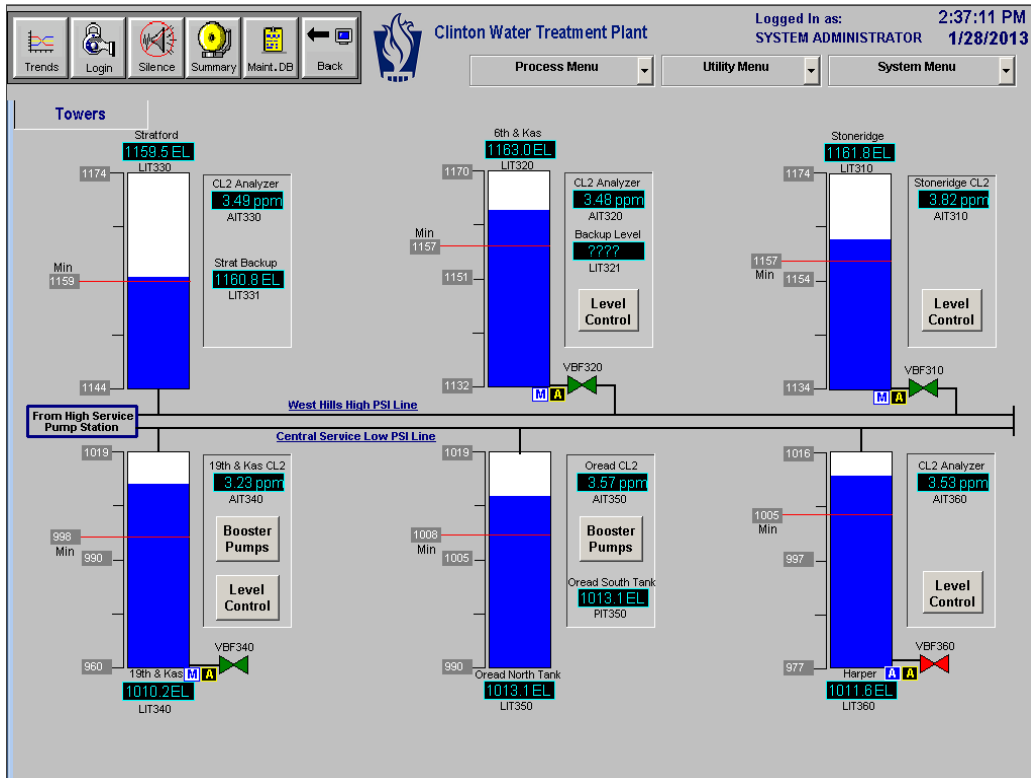 Trends
Login
Silence
Summary
Maint.DB
Back
Clinton Water Treatment Plant
Logged In as:
SYSTEM ADMINISTRATOR
2:37:11 PM
1/28/2013
Process Menu
Utility Menu
System Menu
Towers
Stratford
1159.5 EL
LIT330
1174
Min
1159
1144
CL2 Analyzer
3.49 ppm
AIT330
Strat Backup
1160.8 EL
LIT331
6th & Kas
1163.0 EL
LIT320
1170
Min
1157
1151
1132
CL2 Analyzer
3.48 ppm
AIT320
Backup Level
????
LIT321
Level
Control
VBF320
M A
Stoneridge
1161.8 EL
LIT310
1174
1157
Min
1154
1134
Stoneridge CL2
3.82 ppm
AIT310
Level
Control
VBF310
M A
From High Service
Pump Station
West Hills High PSI Line
Central Service Low PSI Line
1019
998
Min
990
960
19th & Kas CL2
3.23 ppm
AIT340
Booster
Pumps
Level
Control
VBF340
19th & Kas M A
1010.2 EL
LIT340
1019
1008
Min
1005
990
Oread CL2
3.57 ppm
AIT350
Booster
Pumps
Oread South Tank
1013.1 EL
PIT350
Oread North Tank
1013.1 EL
LIT350
1016
1005
Min
997
977
CL2 Analyzer
3.53 ppm
AIT360
Level
Control
VBF360
Harper A A
1011.6 EL
LIT360